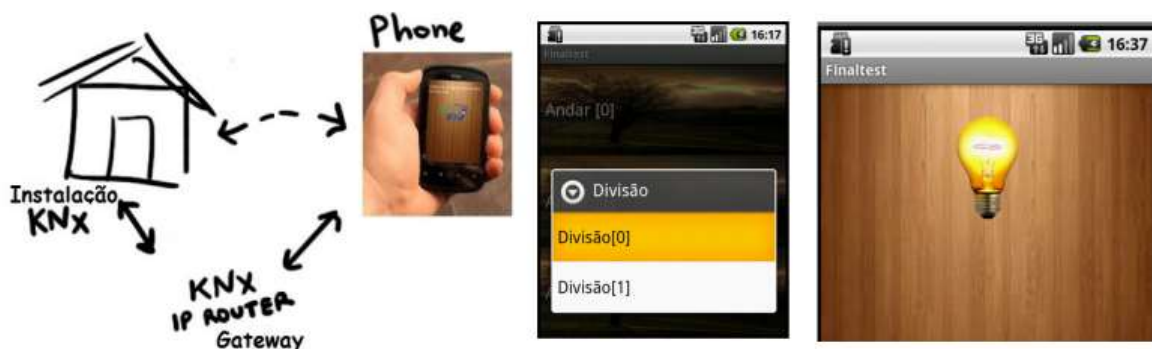 Phone
Instalação
KNX
KNX
IP ROUTER
Gateway
16:17
Finaltest
Andar [0]
Divisão
Divisão[0]
Divisão[1]
3G
16:37
Finaltest